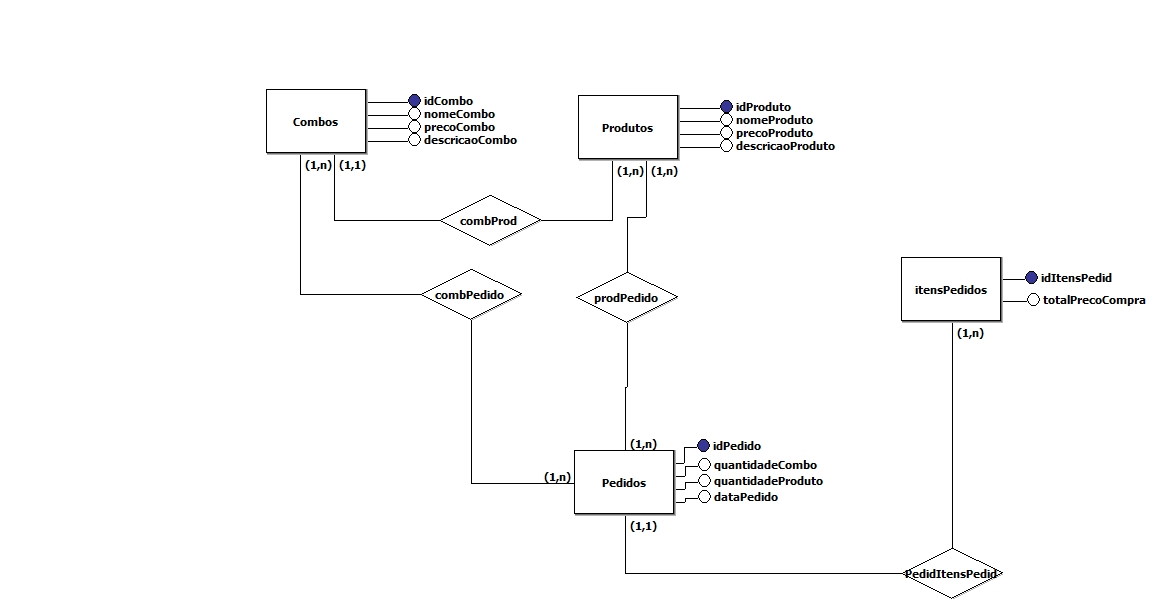 Combos
idCombo
nomeCombo
precoCombo
descricaoCombo
(1,n) (1,1)
Produtos
idProduto
nomeProduto
precoProduto
descricaoProduto
(1,n) (1,n)
combProd
combPedido
prodPedido
itensPedidos
idItensPedid
totalPrecoCompra
(1,n)
(1,n)
(1,n)
Pedidos
idPedido
quantidadeCombo
quantidadeProduto
dataPedido
(1,1)
PedidItensPedid